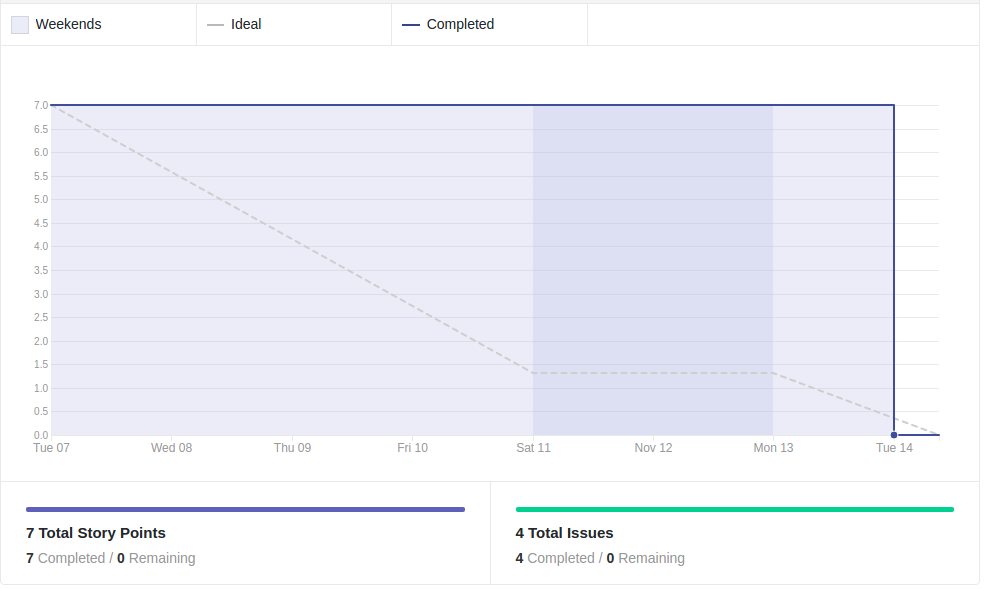 Weekends
Ideal
Completed
7.0
6.5
6.0
5.5
5.0
4.5
4.0
3.5
3.0
2.5
2.0
1.5
1.0
0.5
0.0
Tue 07 Wed 08 Thu 09 Fri 10 Sat 11 Nov 12 Mon 13 Tue 14
7 Total Story Points
7 Completed / 0 Remaining
4 Total Issues
4 Completed / 0 Remaining